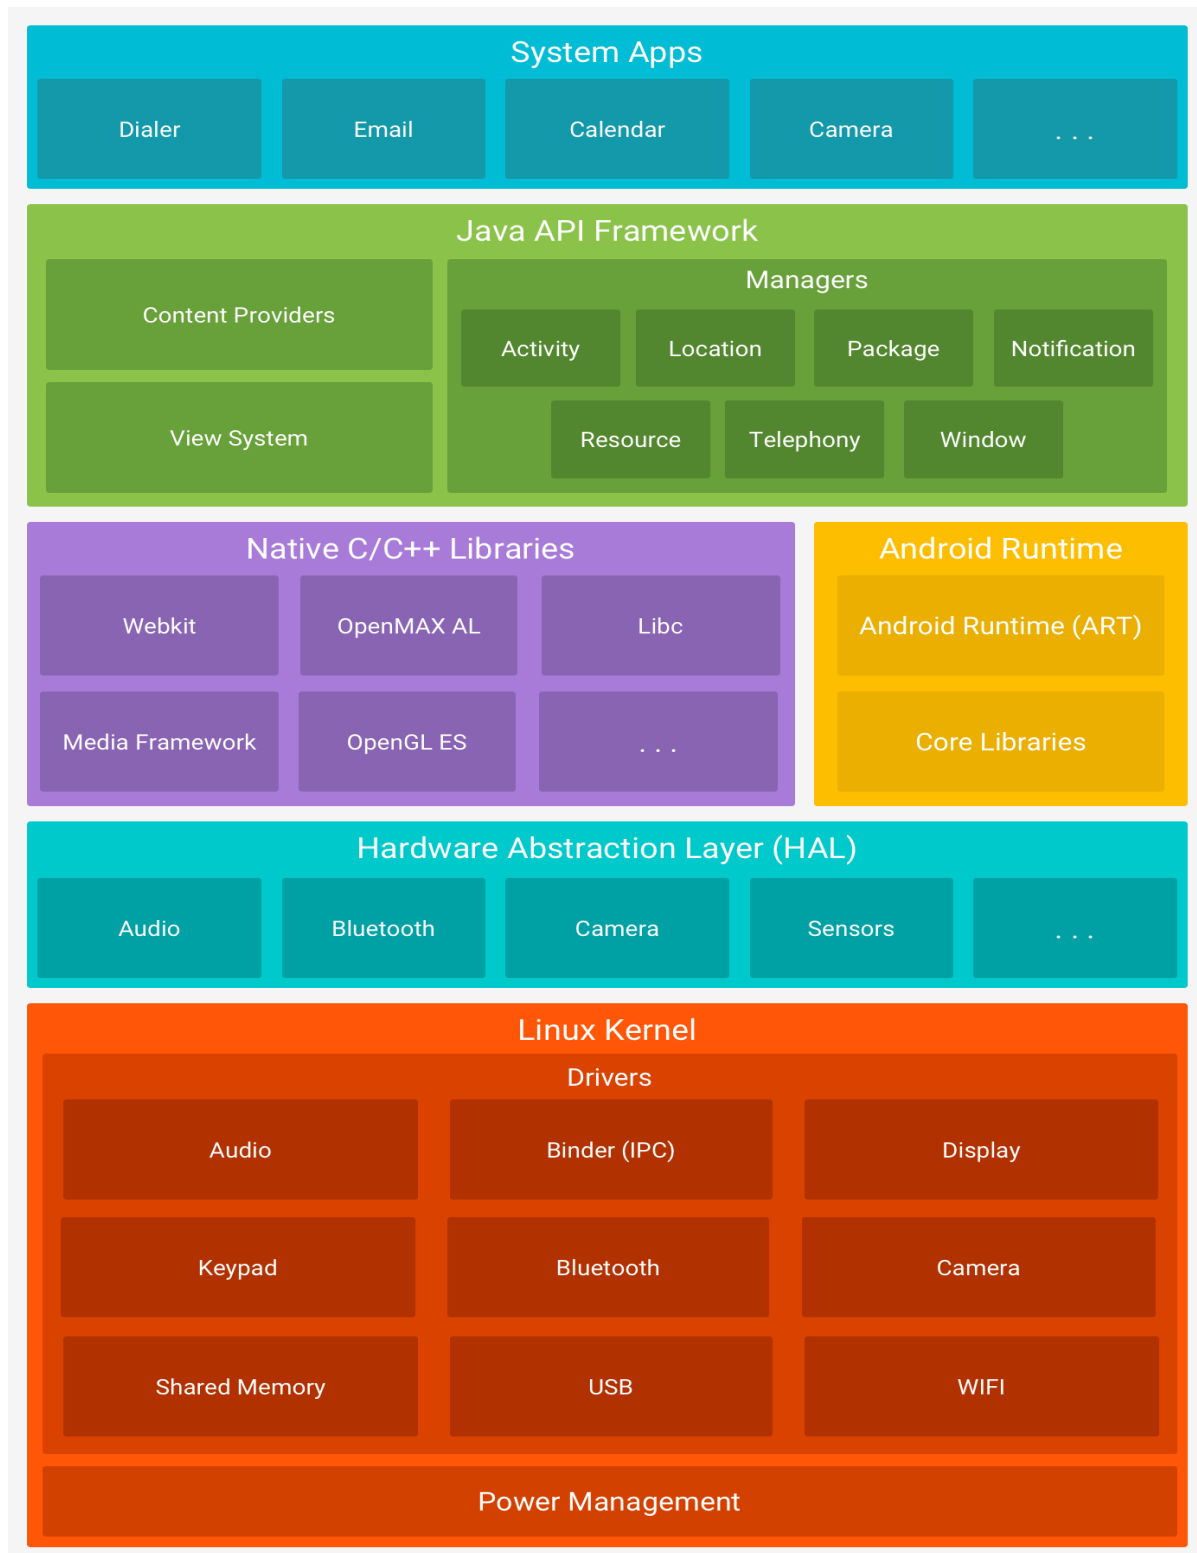 System Apps
Dialer
Email
Calendar
Camera
. . .
Java API Framework
Content Providers
View System
Managers
Activity
Location
Package
Notification
Resource
Telephony
Window
Native C/C++ Libraries
Webkit
OpenMAX AL
Libc
Media Framework
OpenGL ES
. . .
Android Runtime
Android Runtime (ART)
Core Libraries
Hardware Abstraction Layer (HAL)
Audio
Bluetooth
Camera
Sensors
. . .
Linux Kernel
Drivers
Audio
Binder (IPC)
Display
Keypad
Bluetooth
Camera
Shared Memory
USB
WIFI
Power Management